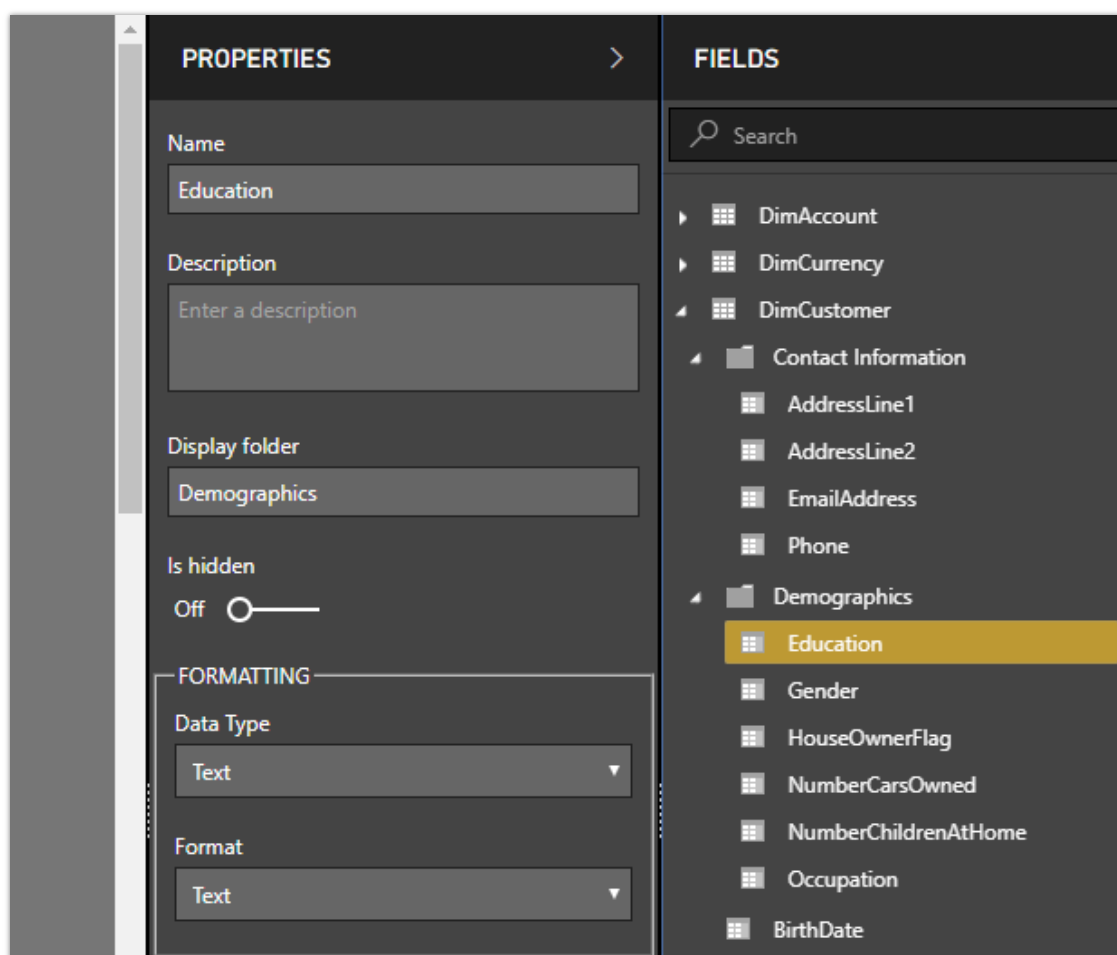 PROPERTIES
Name
Education
Description
Enter a description
Display folder
Demographics
Is hidden
Off
FORMATTING
Data Type
Text
Format
Text
FIELDS
Search
DimAccount
DimCurrency
DimCustomer
Contact Information
AddressLine1
AddressLine2
EmailAddress
Phone
Demographics
Education
Gender
HouseOwnerFlag
NumberCarsOwned
NumberChildrenAtHome
Occupation
BirthDate